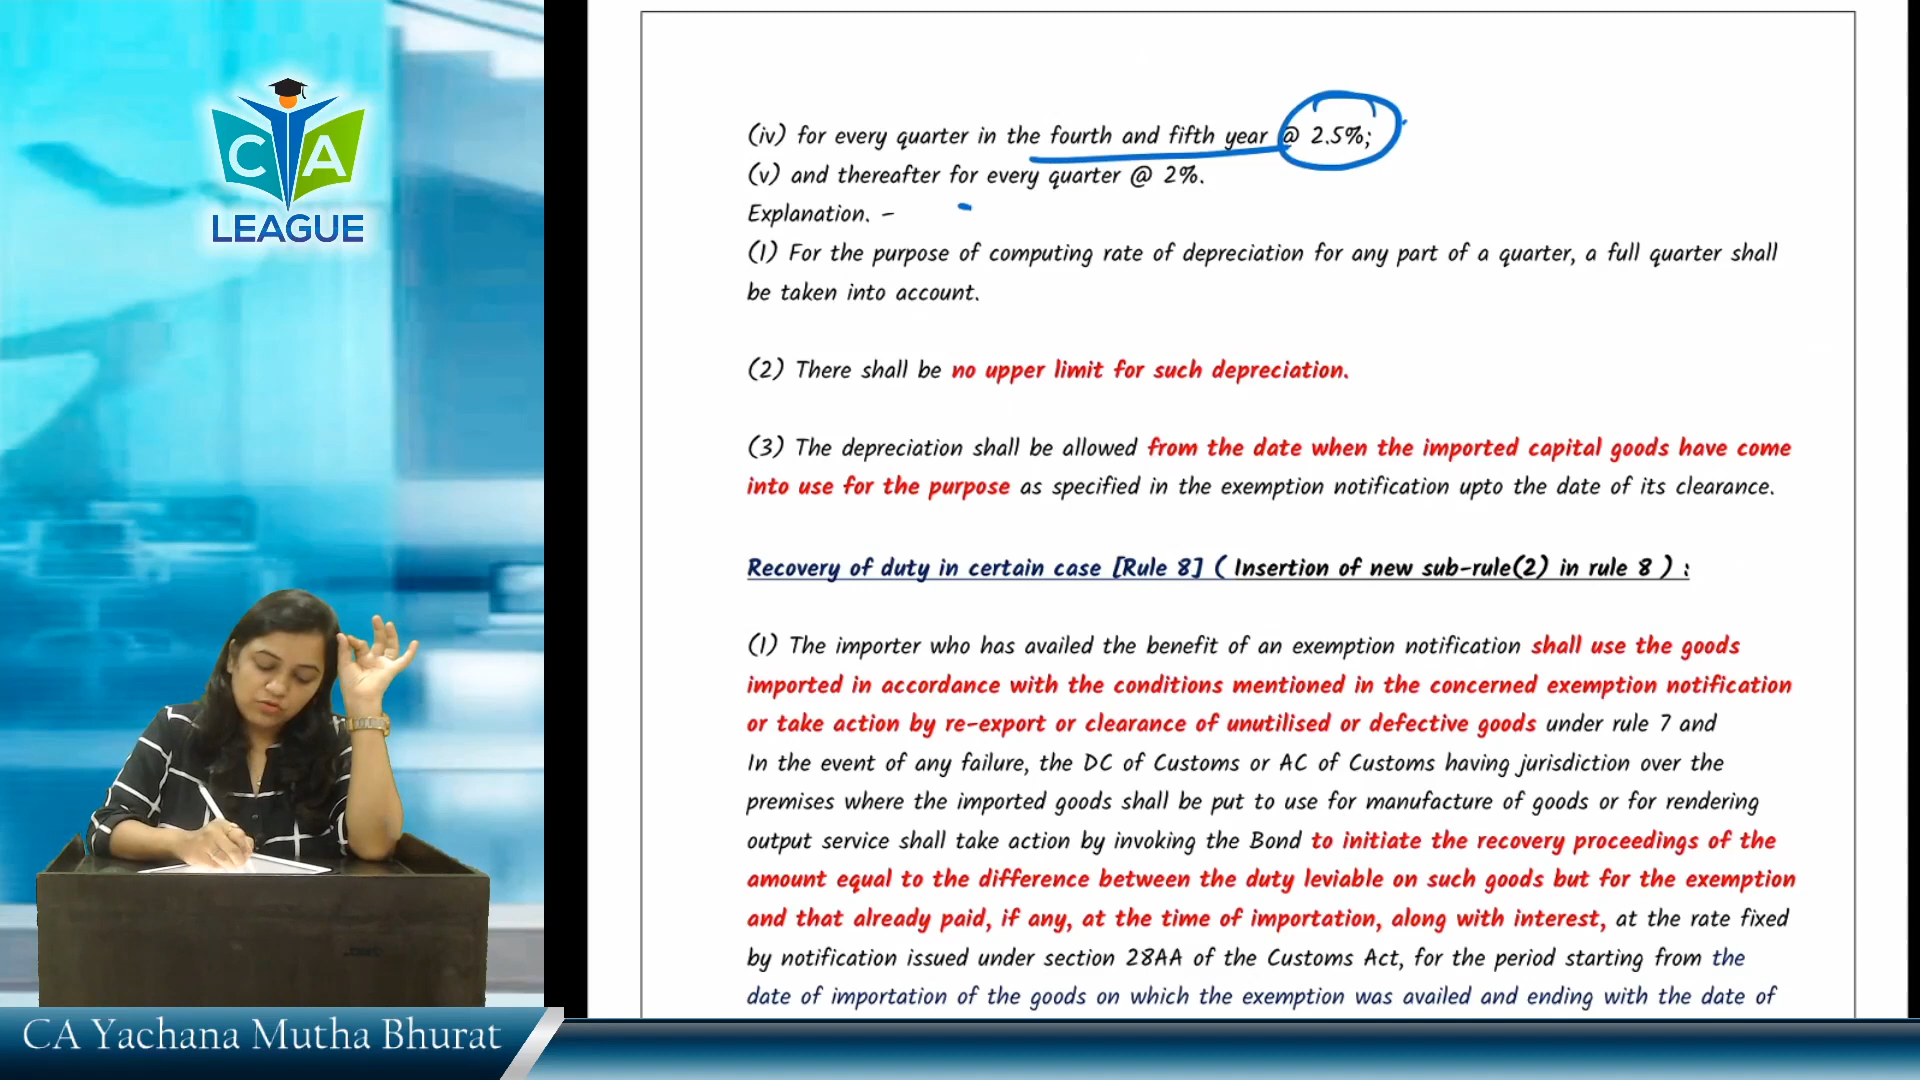 CA
LEAGUE
(iv) for every quarter in the fourth and fifth year @ 2.5%;
(v) and thereafter for every quarter @ 2%.
Explanation. –
(1) For the purpose of computing rate of depreciation for any part of a quarter, a full quarter shall
be taken into account.
(2) There shall be no upper limit for such depreciation.
(3) The depreciation shall be allowed from the date when the imported capital goods have come
into use for the purpose as specified in the exemption notification upto the date of its clearance.
Recovery of duty in certain case [Rule 8] ( Insertion of new sub-rule(2) in rule 8 ) :
(1) The importer who has availed the benefit of an exemption notification shall use the goods
imported in accordance with the conditions mentioned in the concerned exemption notification
or take action by re-export or clearance of unutilised or defective goods under rule 7 and
In the event of any failure, the DC of Customs or AC of Customs having jurisdiction over the
premises where the imported goods shall be put to use for manufacture of goods or for rendering
output service shall take action by invoking the Bond to initiate the recovery proceedings of the
amount equal to the difference between the duty leviable on such goods but for the exemption
and that already paid, if any, at the time of importation, along with interest, at the rate fixed
by notification issued under section 28AA of the Customs Act, for the period starting from the
date of importation of the goods on which the exemption was availed and ending with the date of
CA Yachana Mutha Bhurat